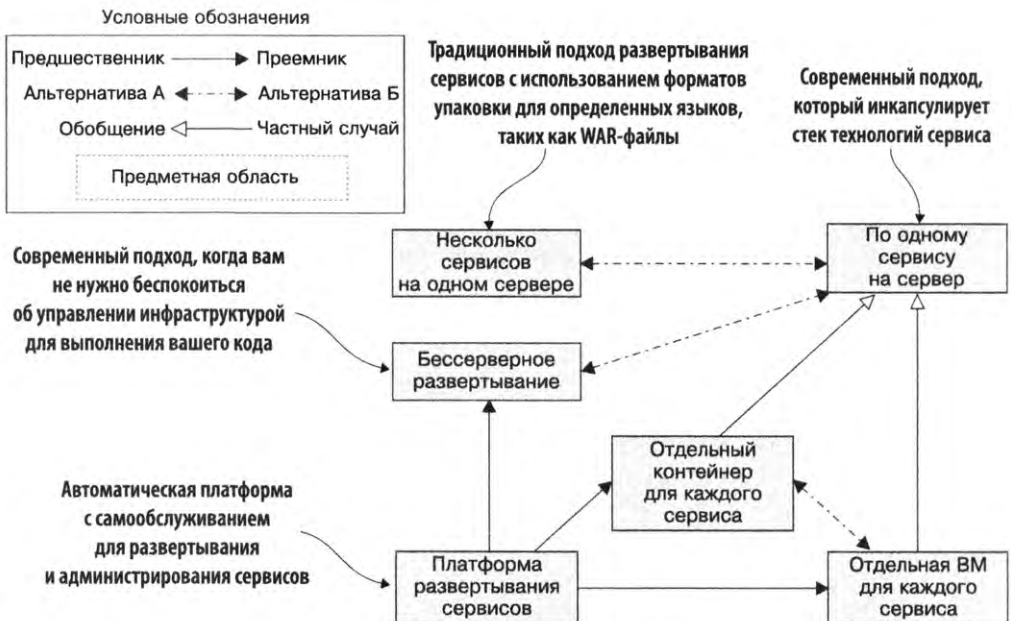 Условные обозначения
Предшественник
Преемник
Альтернатива А
Альтернатива Б
Обобщение
Частный случай
Предметная область
Традиционный подход развертывания
сервисов с использованием форматов
упаковки для определенных языков,
таких как WAR-файлы
Современный подход,
который инкапсулирует
стек технологий сервиса
Несколько
сервисов
на одном сервере
По одному
сервису
на сервер
Современный подход, когда вам
не нужно беспокоиться
об управлении инфраструктурой
для выполнения вашего кода
Бессерверное
развертывание
Отдельный
контейнер
для каждого
сервиса
Автоматическая платформа
с самообслуживанием
для развертывания
и администрирования сервисов
Платформа
развертывания
сервисов
Отдельная ВМ
для каждого
сервиса